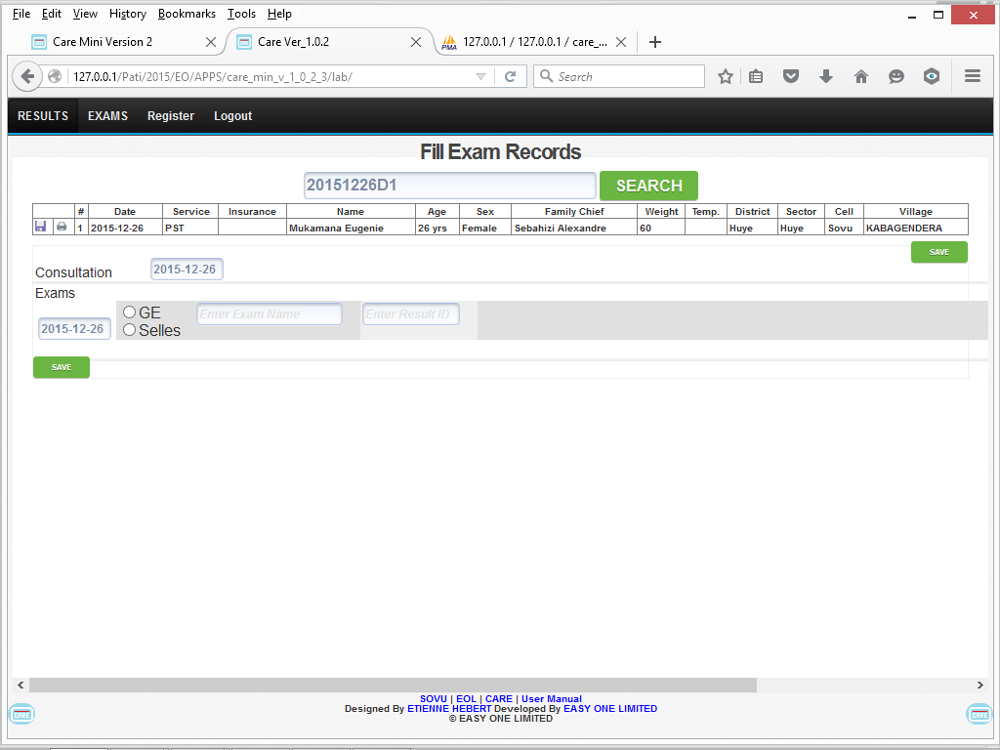 File Edit View History Bookmarks Tools Help
Care Mini Version 2 Care Ver_1.0.2 PMA 127.0.0.1 / 127.0.0.1 / care_...
127.0.0.1/Pati/2015/EO/APPS/care_min_v_1_0_2_3/lab/ Search
RESULTS EXAMS Register Logout
Fill Exam Records
20151226D1 SEARCH
# Date Service Insurance Name Age Sex Family Chief Weight Temp. District Sector Cell Village
1 2015-12-26 PST Mukamana Eugenie 26 yrs Female Sebahizi Alexandre 60 Huye Huye Sovu KABAGENDERA
SAVE
Consultation 2015-12-26
Exams
2015-12-26 GE Enter Exam Name Enter Result ID
Selles
SAVE
SOVU | EOL | CARE | User Manual
Designed By ETIENNE HEBERT Developed By EASY ONE LIMITED
© EASY ONE LIMITED
CARE CARE